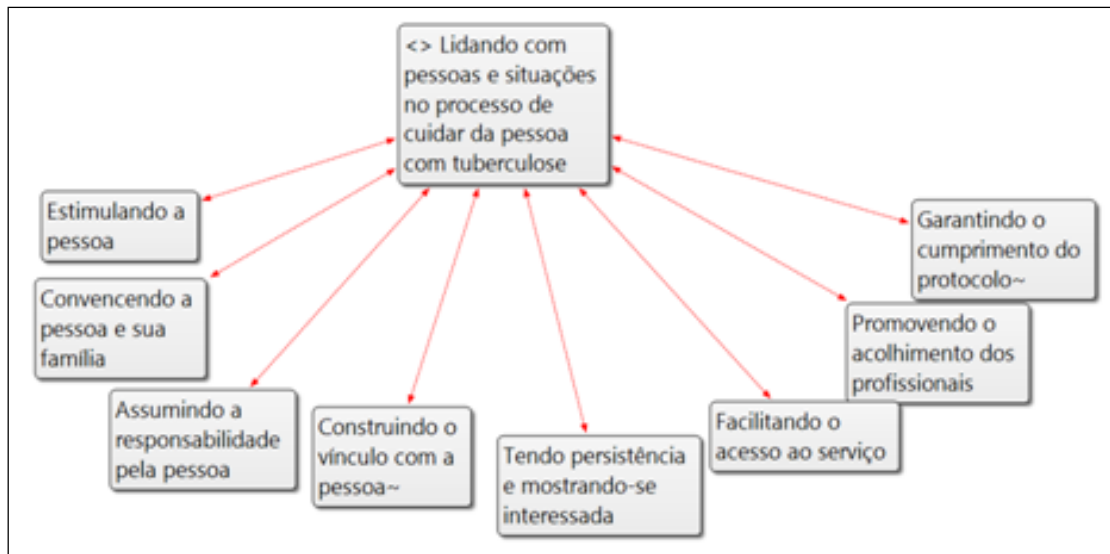 <> Lidando com
pessoas e situações
no processo de
cuidar da pessoa
com tuberculose
Estimulando a
pessoa
Convencendo a
pessoa e sua
família
Assumindo a
responsabilidade
pela pessoa
Construindo o
vínculo com a
pessoa~
Tendo persistência
e mostrando-se
interessada
Facilitando o
acesso ao serviço
Promovendo o
acolhimento dos
profissionais
Garantindo o
cumprimento do
protocolo~